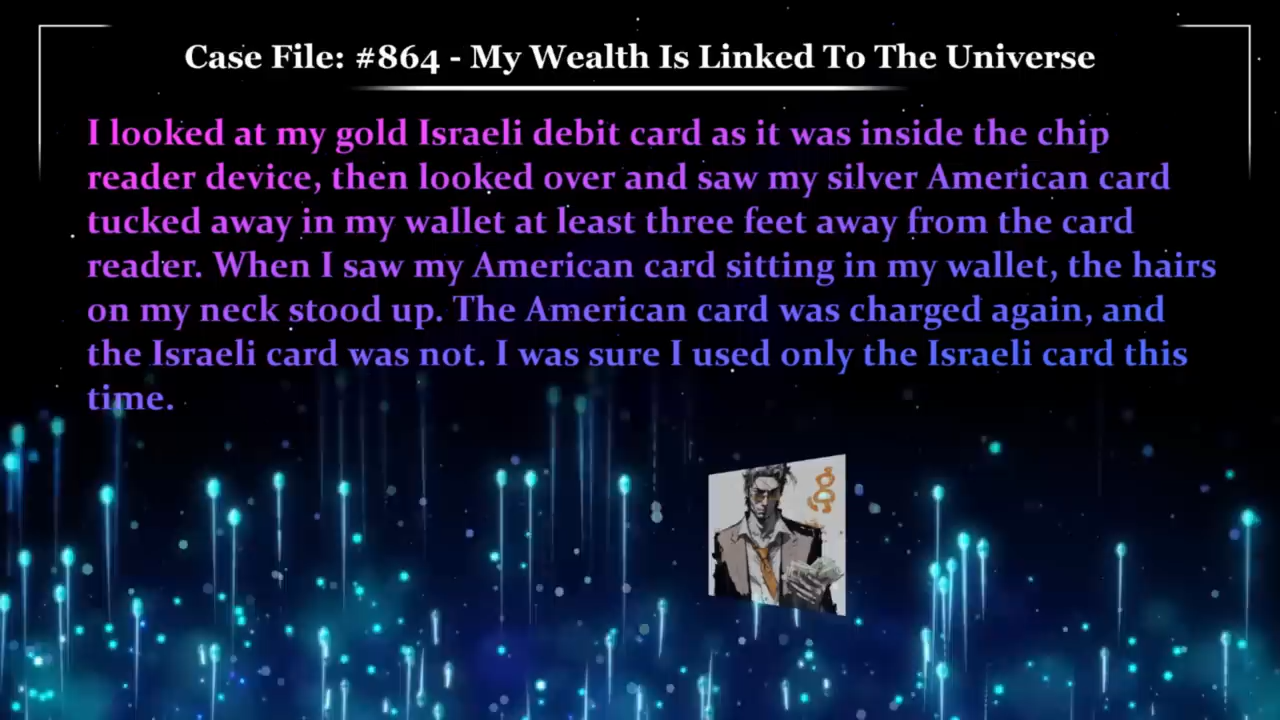 Case File: #864 - My Wealth Is Linked To The Universe
I looked at my gold Israeli debit card as it was inside the chip
reader device, then looked over and saw my silver American card
tucked away in my wallet at least three feet away from the card
reader. When I saw my American card sitting in my wallet, the hairs
on my neck stood up. The American card was charged again, and
the Israeli card was not. I was sure I used only the Israeli card this
time.